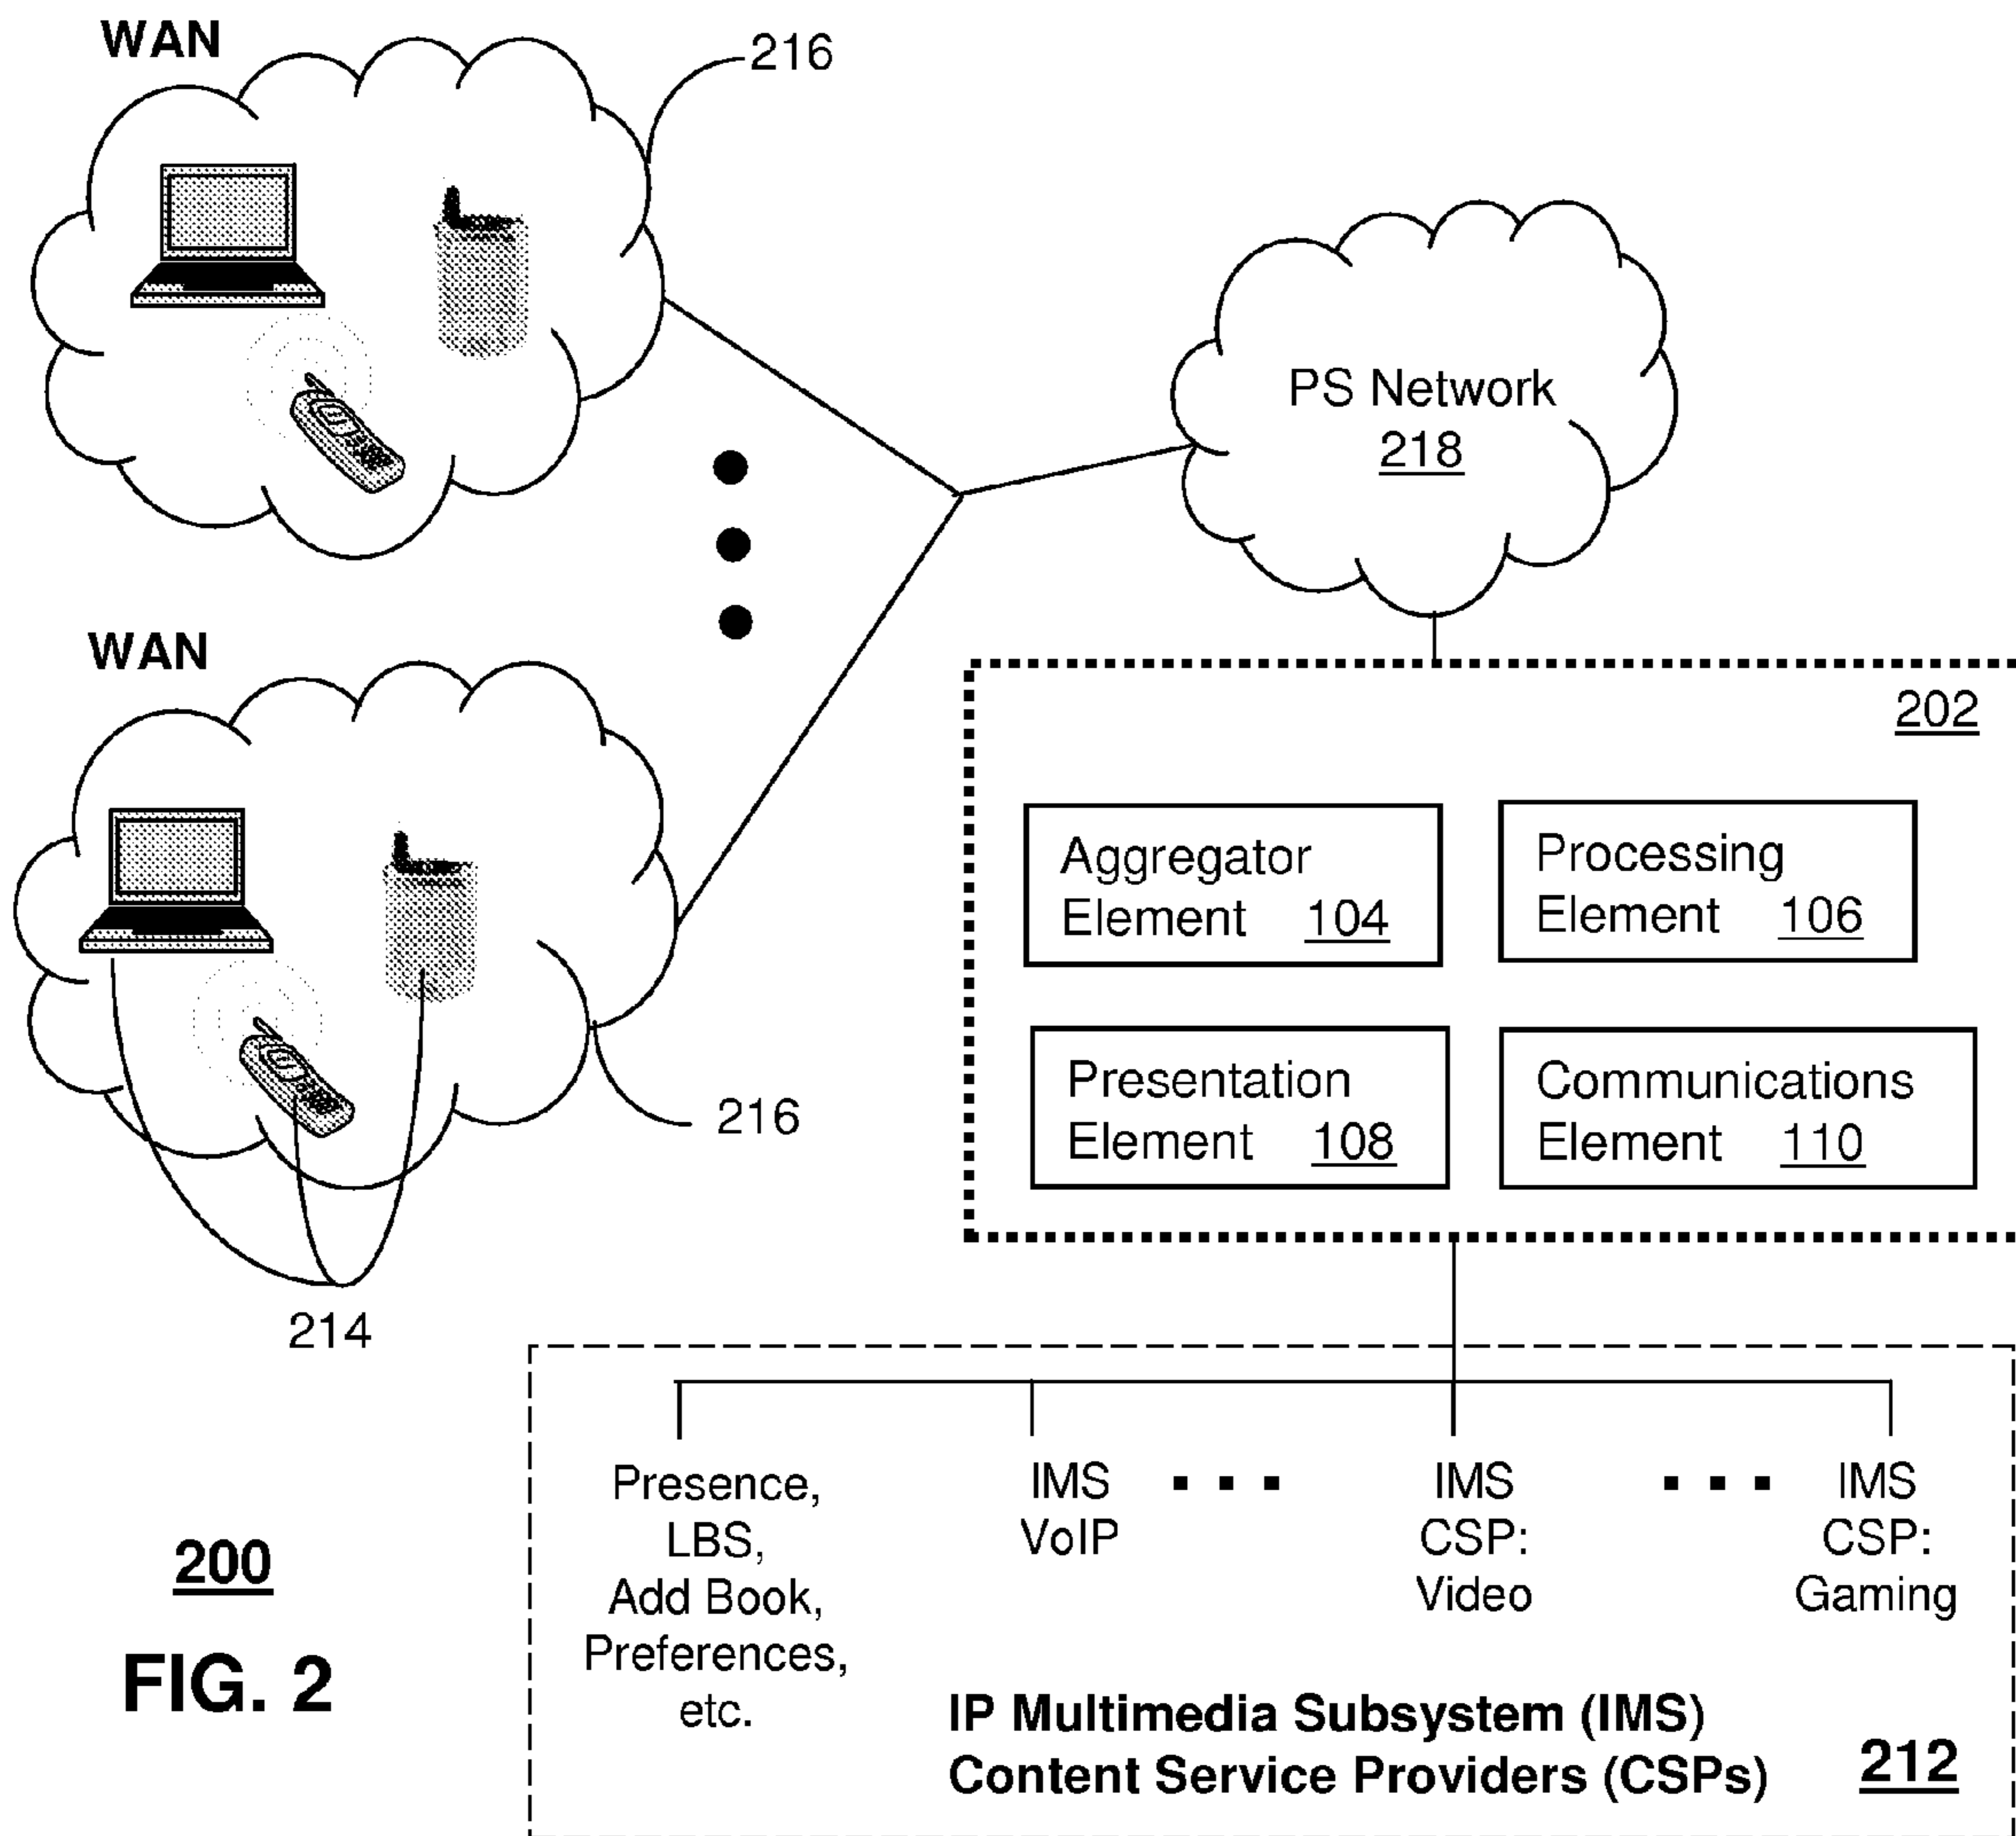 WAN
216
PS Network
218
WAN
202
Aggregator
Element 104
Processing
Element 106
Presentation
Element 108
Communications
Element 110
216
214
Presence,
LBS,
Add Book,
Preferences,
etc.
IMS
VoIP
IMS
CSP:
Video
IMS
CSP:
Gaming
IP Multimedia Subsystem (IMS)
Content Service Providers (CSPs)
212
200
FIG. 2